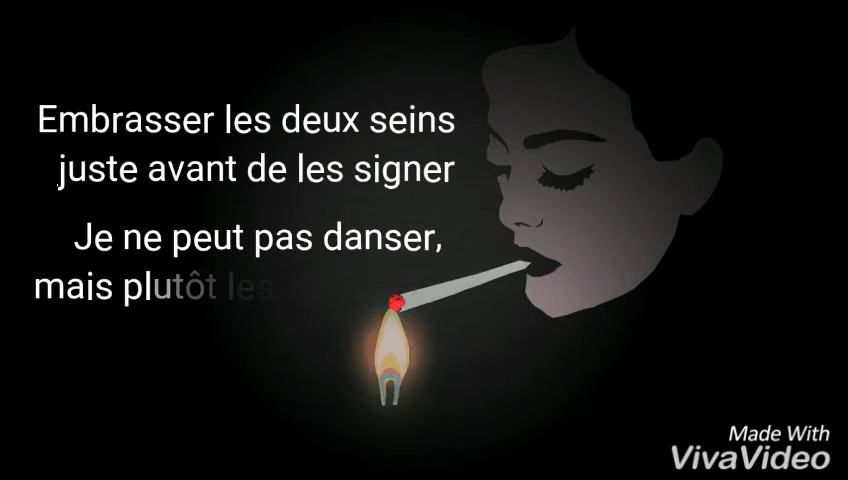 Embrasser les deux seins
juste avant de les signer
Je ne peut pas danser,
mais plutôt les
Made With
VivaVideo